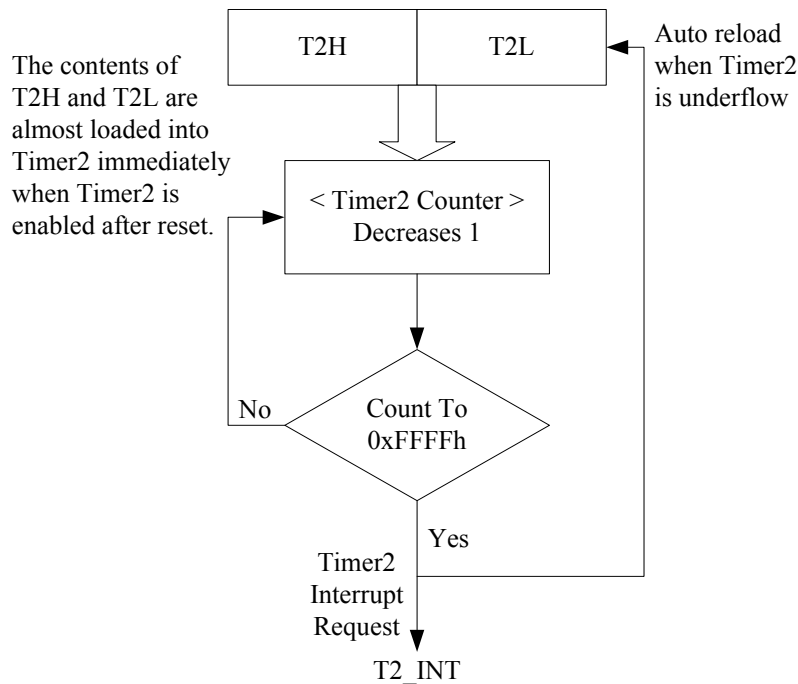 T2H
T2L
Auto reload
when Timer2
is underflow
The contents of
T2H and T2L are
almost loaded into
Timer2 immediately
when Timer2 is
enabled after reset.
< Timer2 Counter >
Decreases 1
No
Count To
0xFFFFh
Yes
Timer2
Interrupt
Request
T2_INT